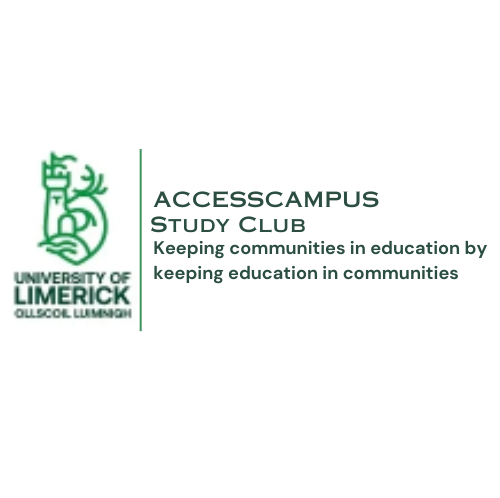 UNIVERSITY OF
LIMERICK
OLLSCOIL LUIMNIGH
ACCESSCAMPUS
STUDY CLUB
Keeping communities in education by
keeping education in communities